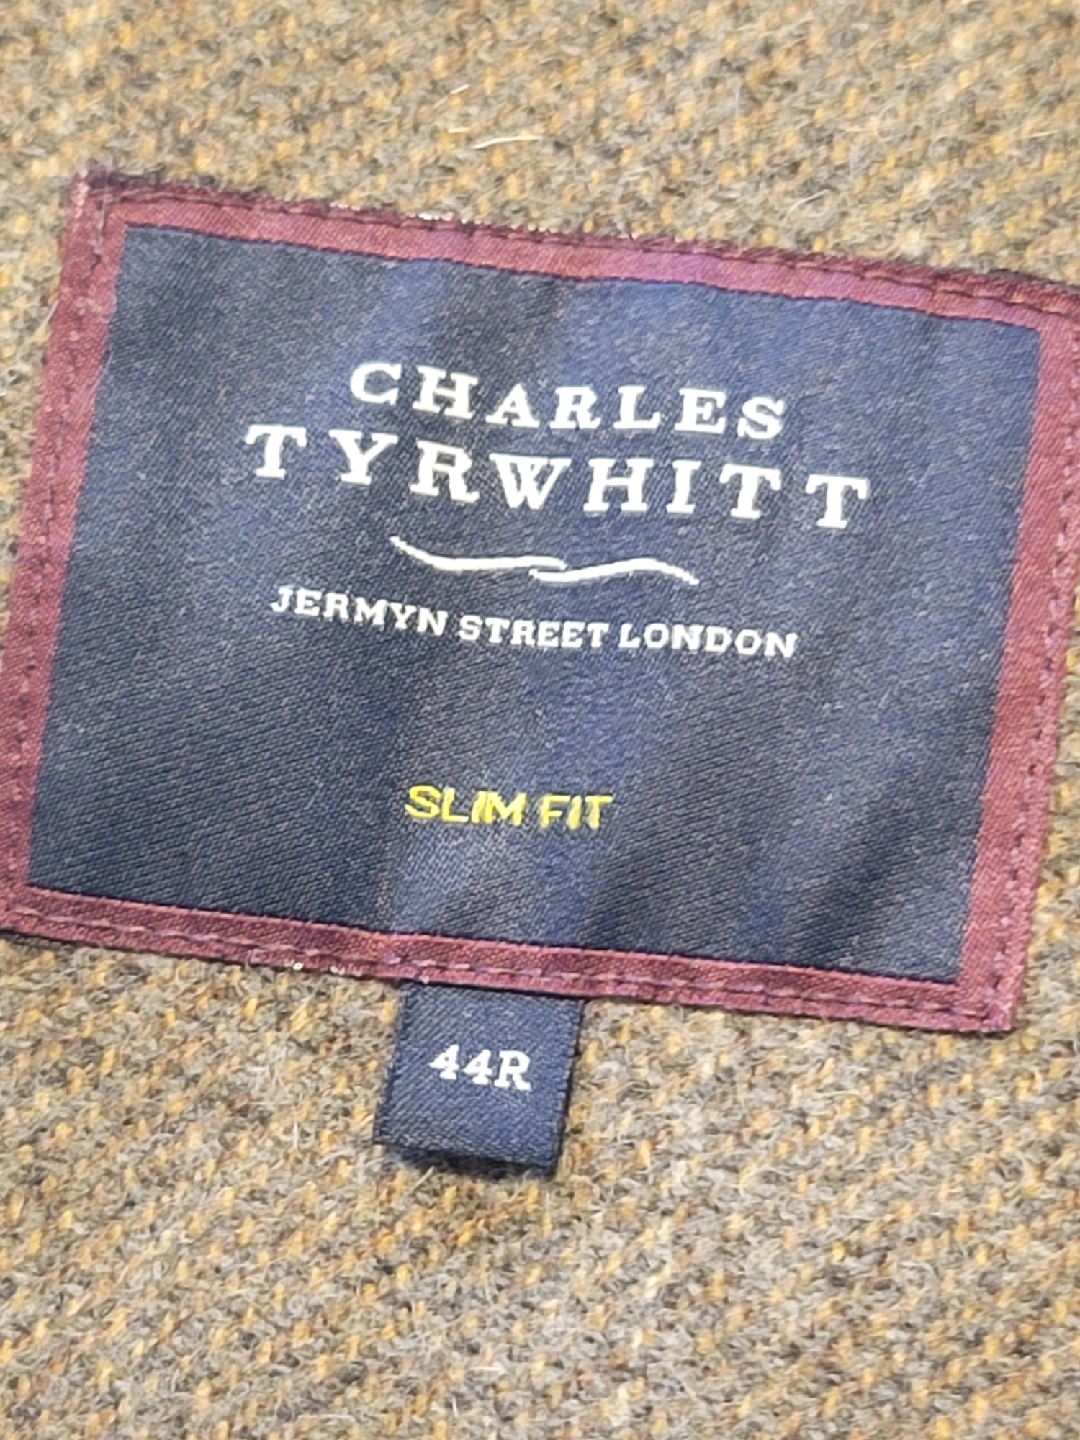 CHARLES
TYRWHITT
JERMYN STREET LONDON
SLIM FIT
44R